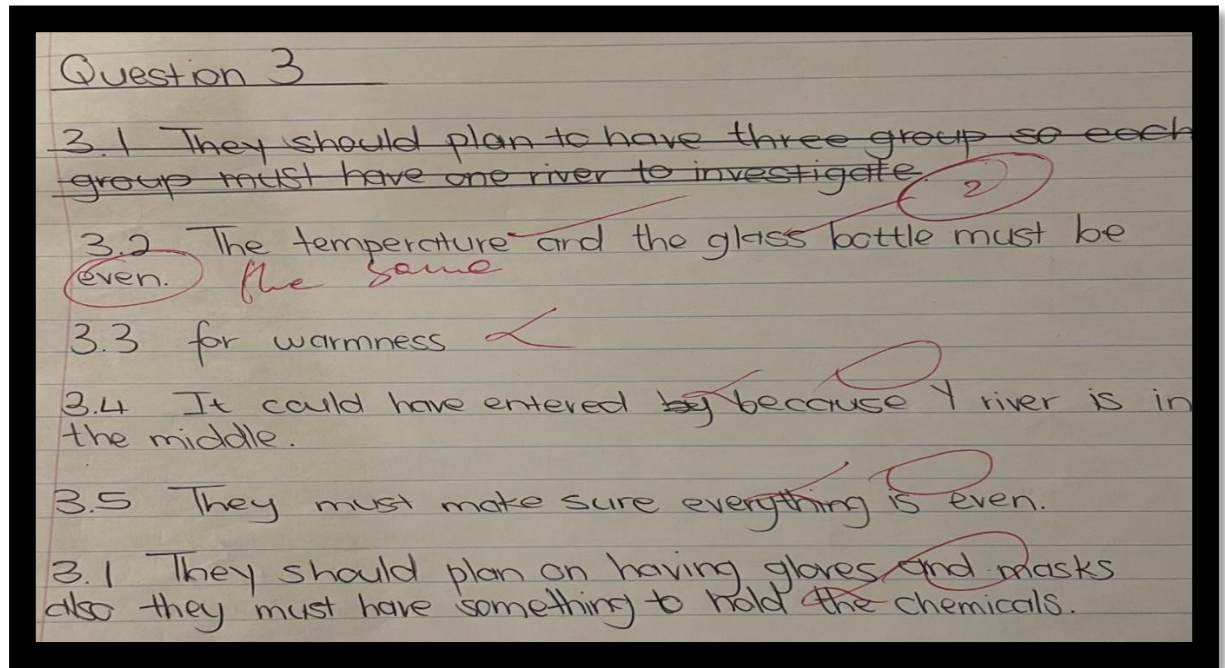 Question 3
3.1 They should plan to have three group so each
group must have one river to investigate.
2
3.2 The temperature and the glass bottle must be
even. the same
3.3 for warmness
3.4 It could have entered by because Y river is in
the middle.
3.5 They must make sure everything is even.
3.1 They should plan on having gloves and masks
also they must have something to hold the chemicals.